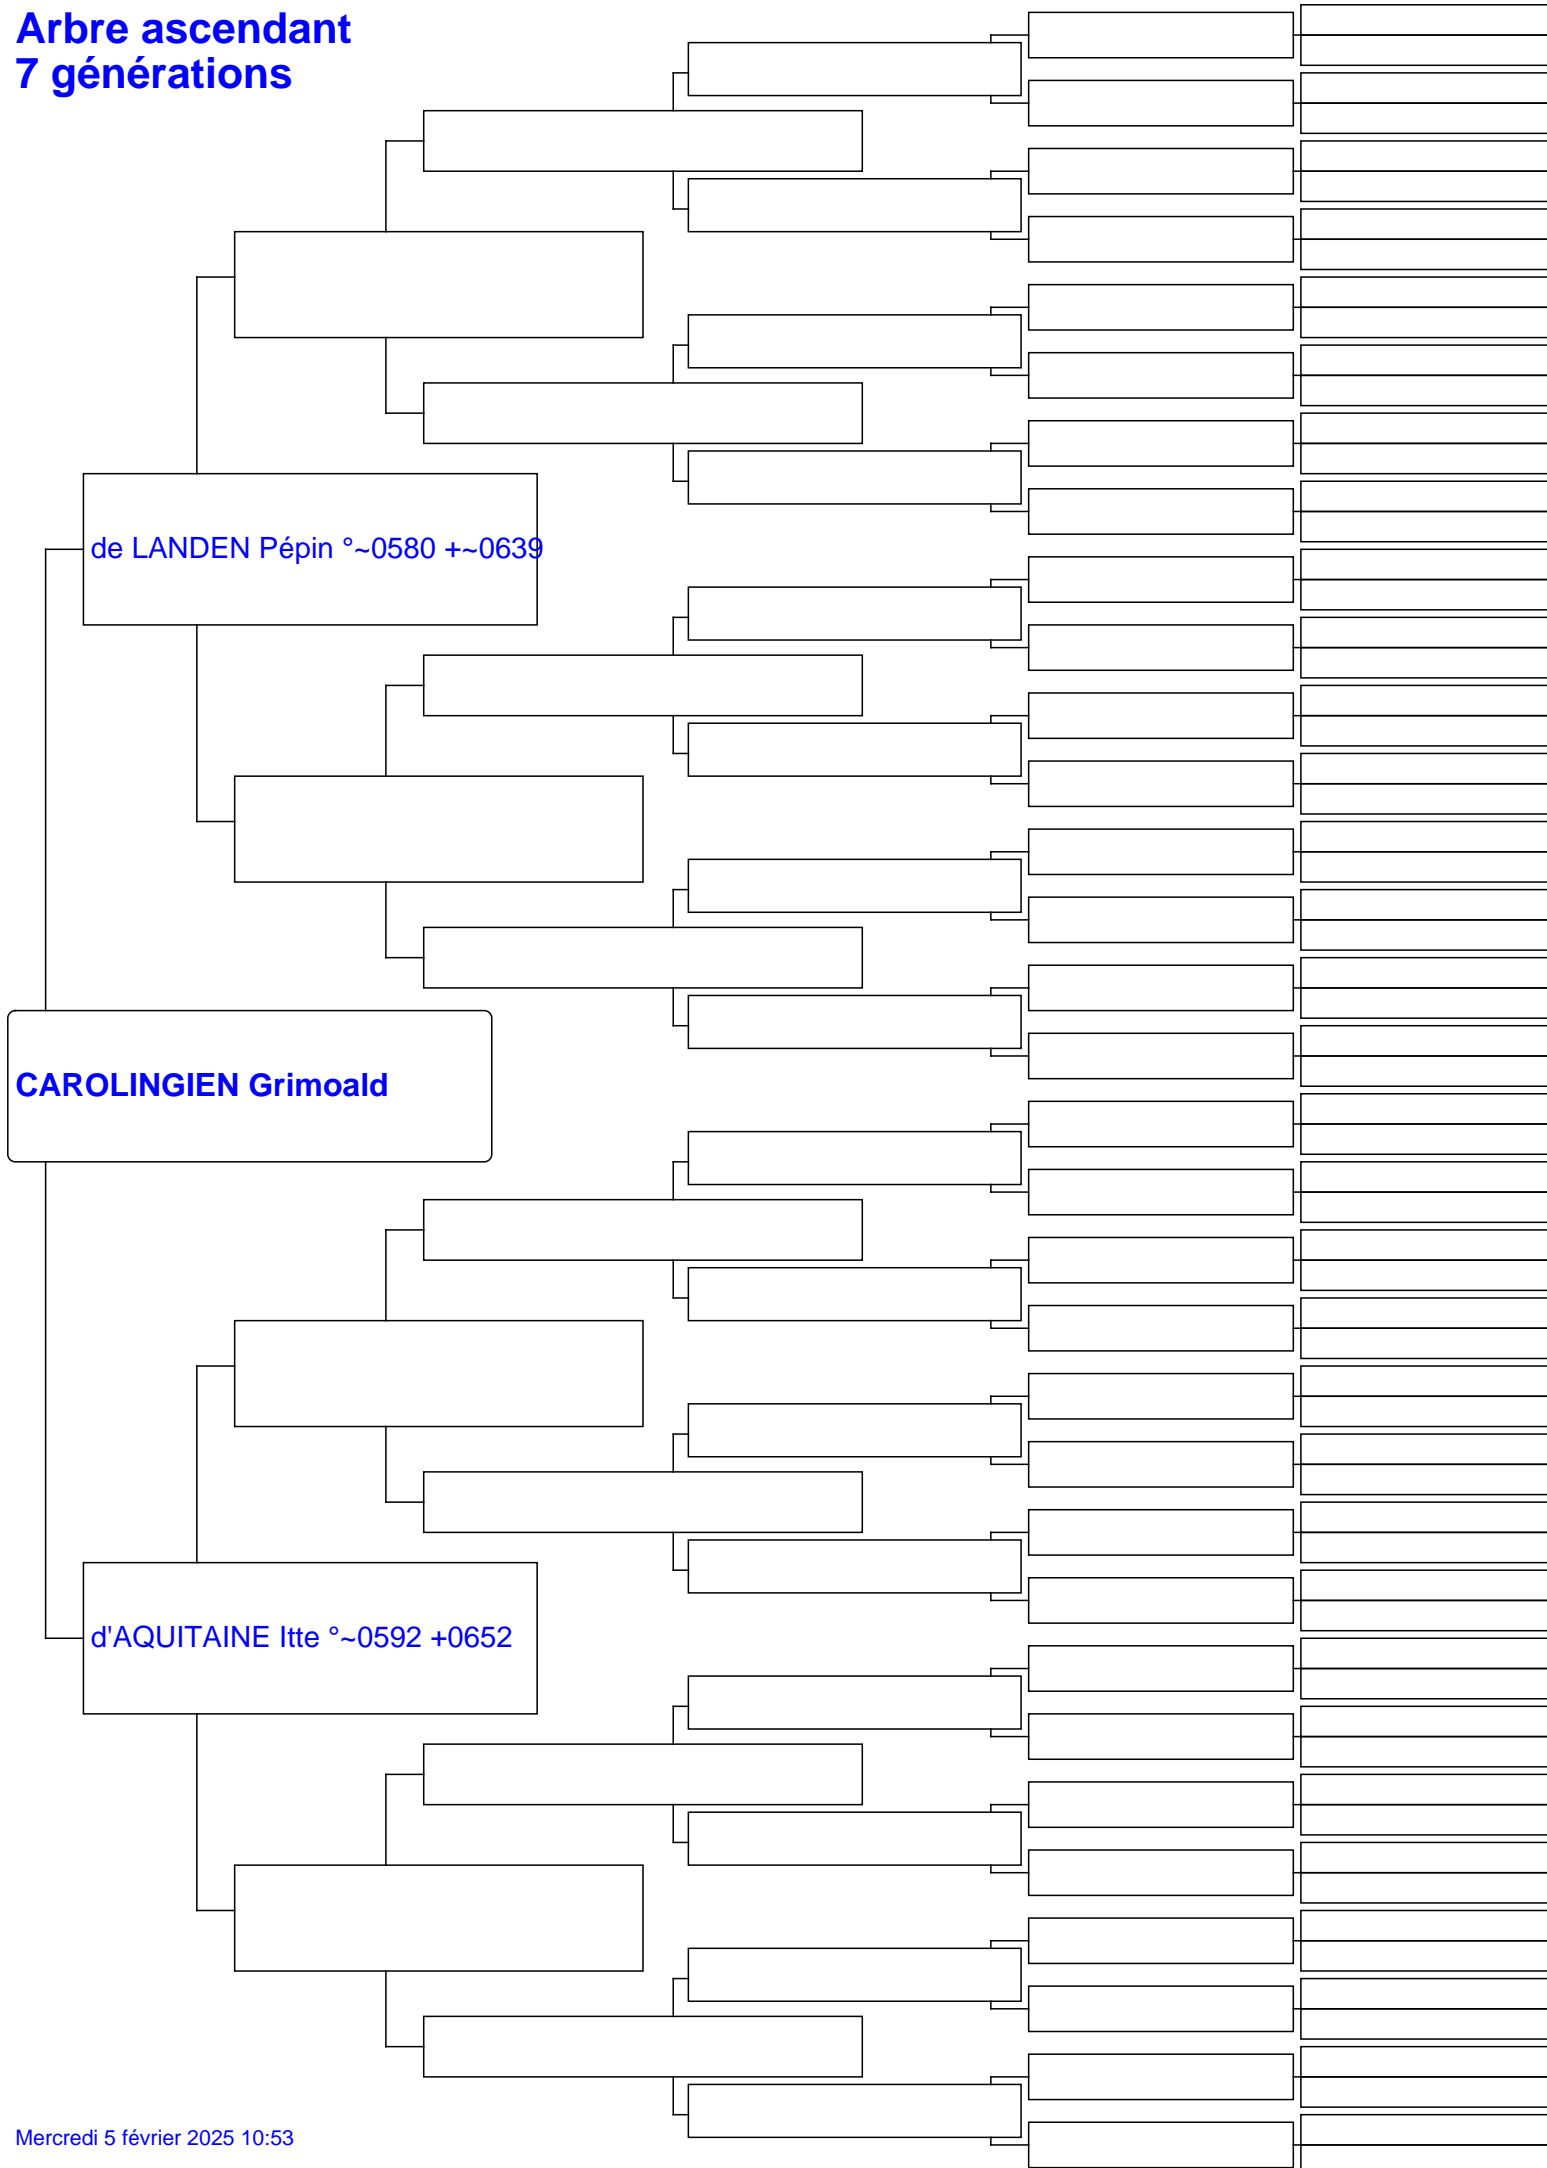 Arbre ascendant
7 générations
de LANDEN Pépin °~0580 +~0639
CAROLINGIEN Grimoald
d'AQUITAINE Itte °~0592 +0652
Mercredi 5 février 2025 10:53